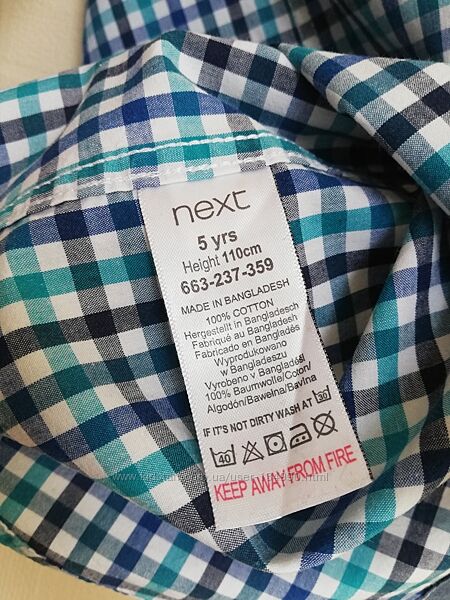 next
5 yrs
Height 110cm
663-237-359
MADE IN BANGLADESH
100% COTTON
Hergestellt in Bangladesh
Fabriqué au Bangladesh
Fabricado en Bangladés
Wyprodukowano
w Bangladeszu
Vyrobeno v Bangladéši
100% Baumwolle/Coton/
Algodón/Bawełna/Bavlna
IF IT'S NOT DIRTY WASH AT 30
40
KEEP AWAY FROM FIRE